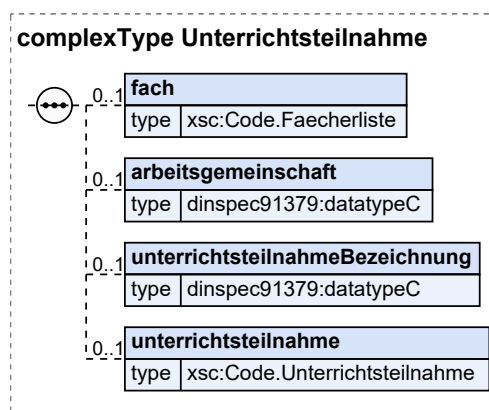 complexType Unterrichtsteilnahme
0..1 fach
type xsc:Code.Faecherliste
0..1 arbeitsgemeinschaft
type dinspec91379:datatypeC
0..1 unterrichtsteilnahmeBezeichnung
type dinspec91379:datatypeC
0..1 unterrichtsteilnahme
type xsc:Code.Unterrichtsteilnahme